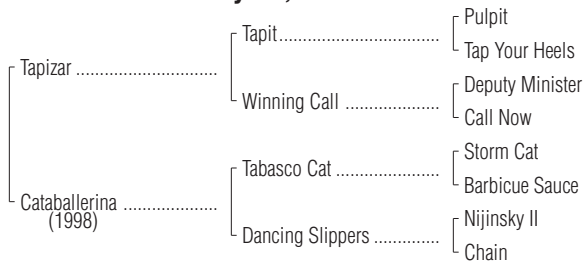 Pulpit
Tapit
Tap Your Heels
Tapizar
Deputy Minister
Winning Call
Call Now
Storm Cat
Tabasco Cat
Barbicue Sauce
Cataballerina
(1998)
Nijinsky II
Dancing Slippers
Chain